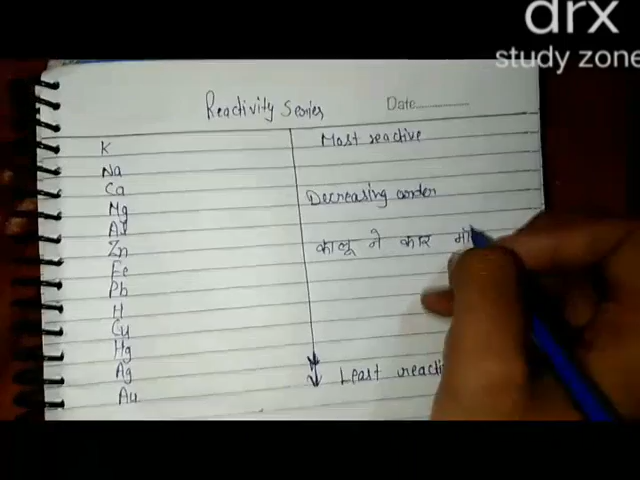 drx
study zone
Reactivity Series Date
K Most reactive
Na
Ca Decreasing order
Mg
Al
Zn कालू ने कार
Fe
Pb
H
Cu
Hg
Ag Least
Au